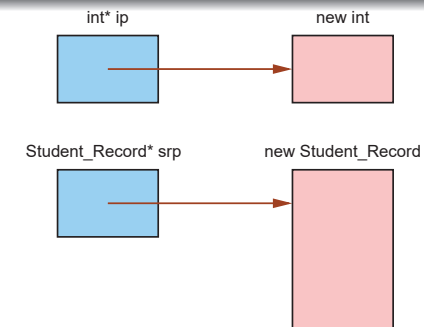 int* ip
new int
Student_Record* srp
new Student_Record